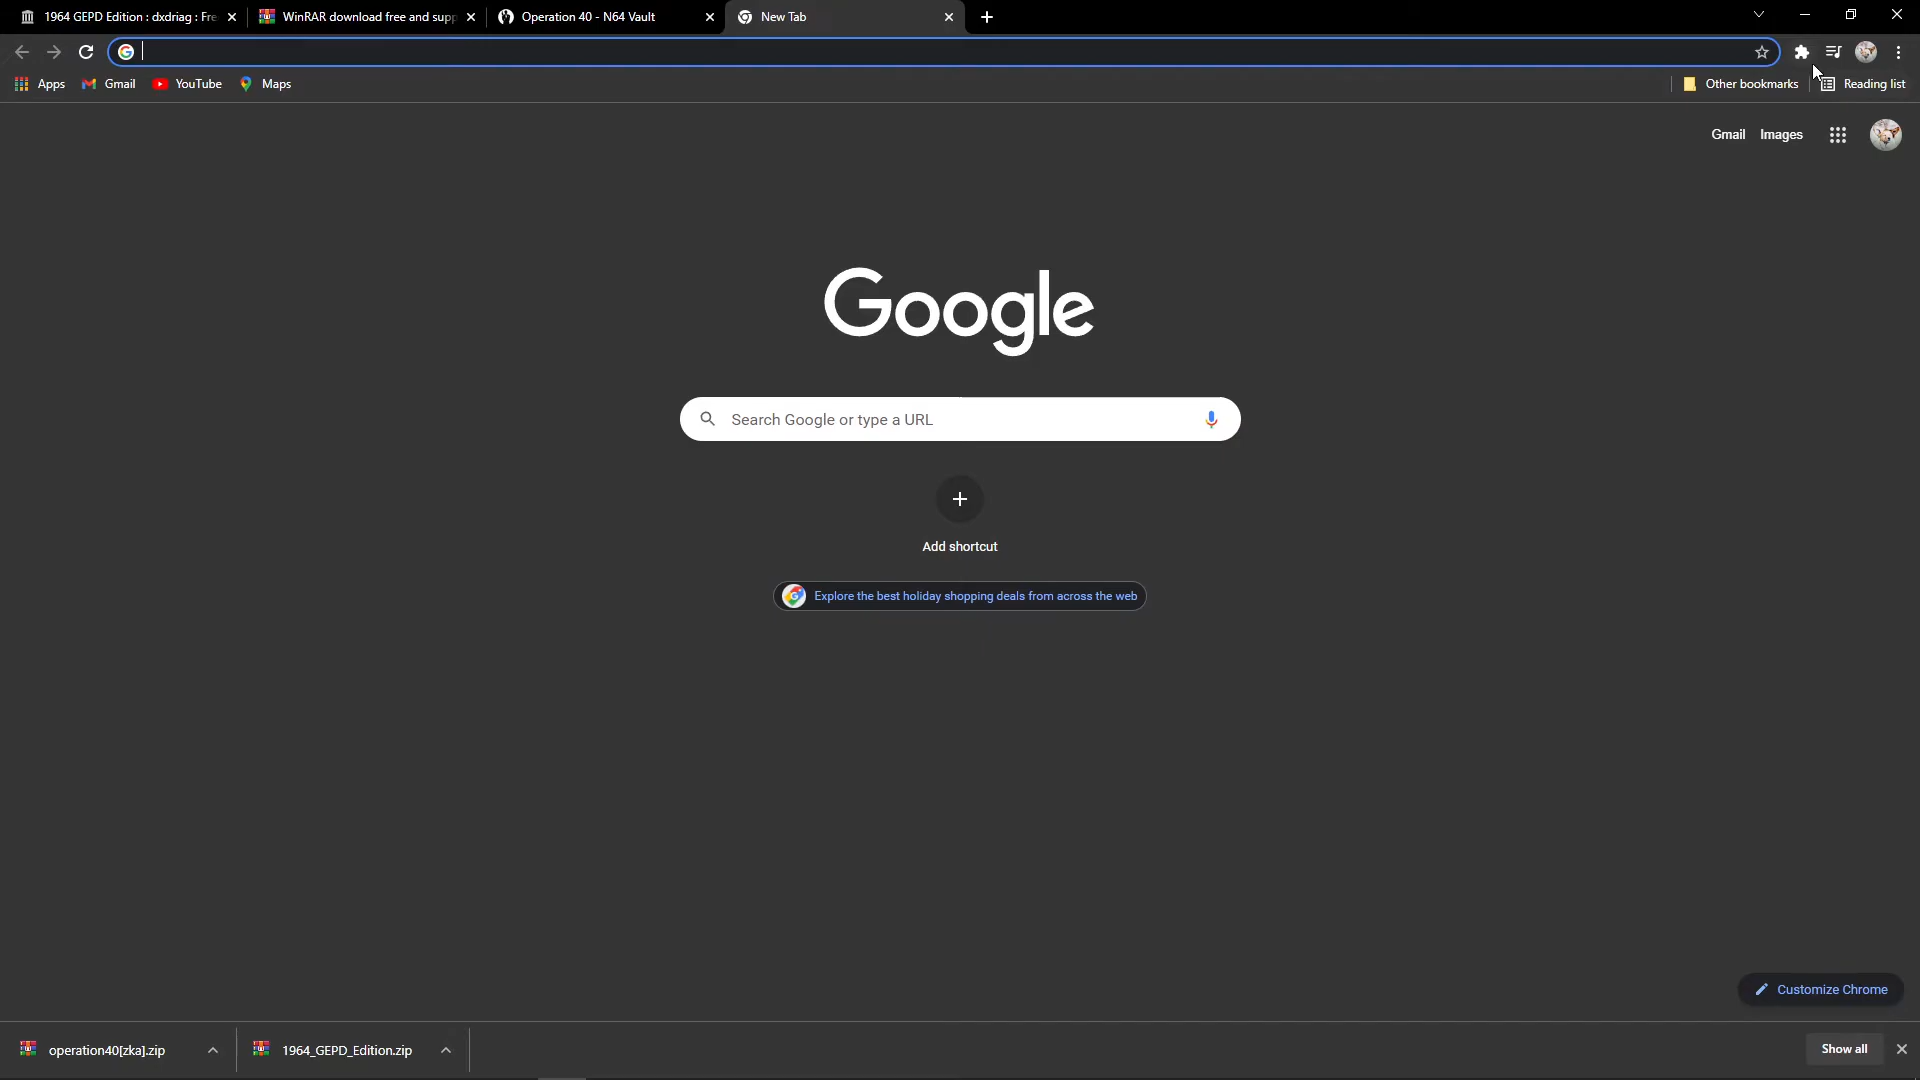 1964 GEPD Edition : dxdriag : Fre
WinRAR download free and supp
Operation 40 - N64 Vault
New Tab
Apps
Gmail
YouTube
Maps
Other bookmarks
Reading list
Gmail
Images
Google
Search Google or type a URL
Add shortcut
Explore the best holiday shopping deals from across the web
Customize Chrome
operation40[zka].zip
1964_GEPD_Edition.zip
Show all